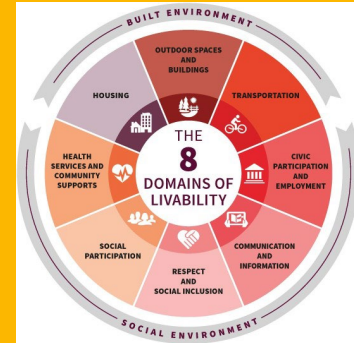 BUILT ENVIRONMENT
OUTDOOR SPACES
AND
BUILDINGS
HOUSING
TRANSPORTATION
THE
8
DOMAINS OF
LIVABILITY
HEALTH
SERVICES AND
COMMUNITY
SUPPORTS
CIVIC
PARTICIPATION
AND
EMPLOYMENT
SOCIAL
PARTICIPATION
COMMUNICATION
AND
INFORMATION
RESPECT
AND
SOCIAL INCLUSION
SOCIAL ENVIRONMENT